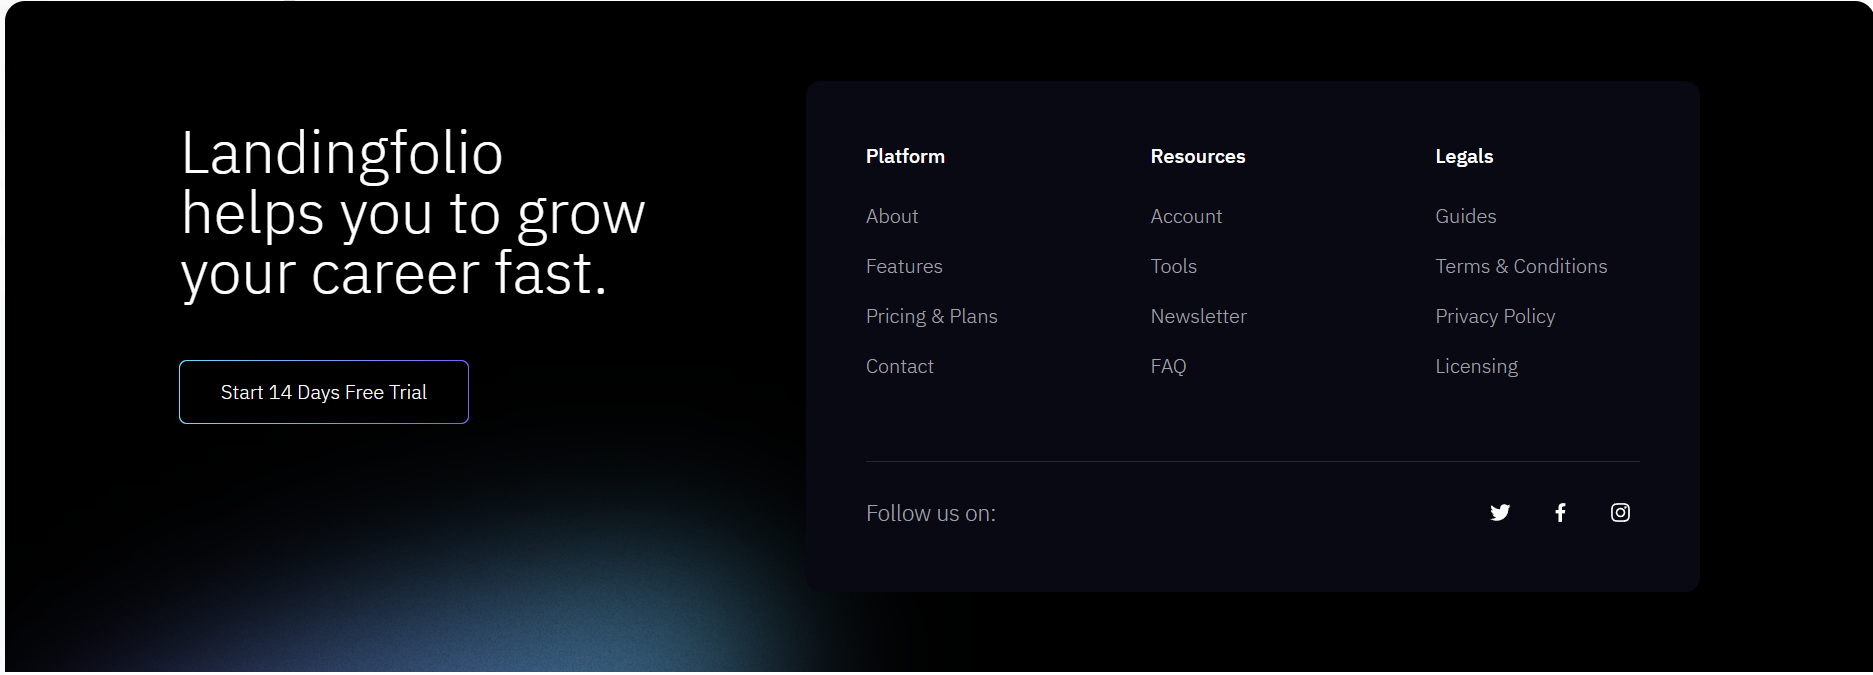 Landingfolio
helps you to grow
your career fast.
Start 14 Days Free Trial
Platform
About
Features
Pricing & Plans
Contact
Resources
Account
Tools
Newsletter
FAQ
Legals
Guides
Terms & Conditions
Privacy Policy
Licensing
Follow us on: